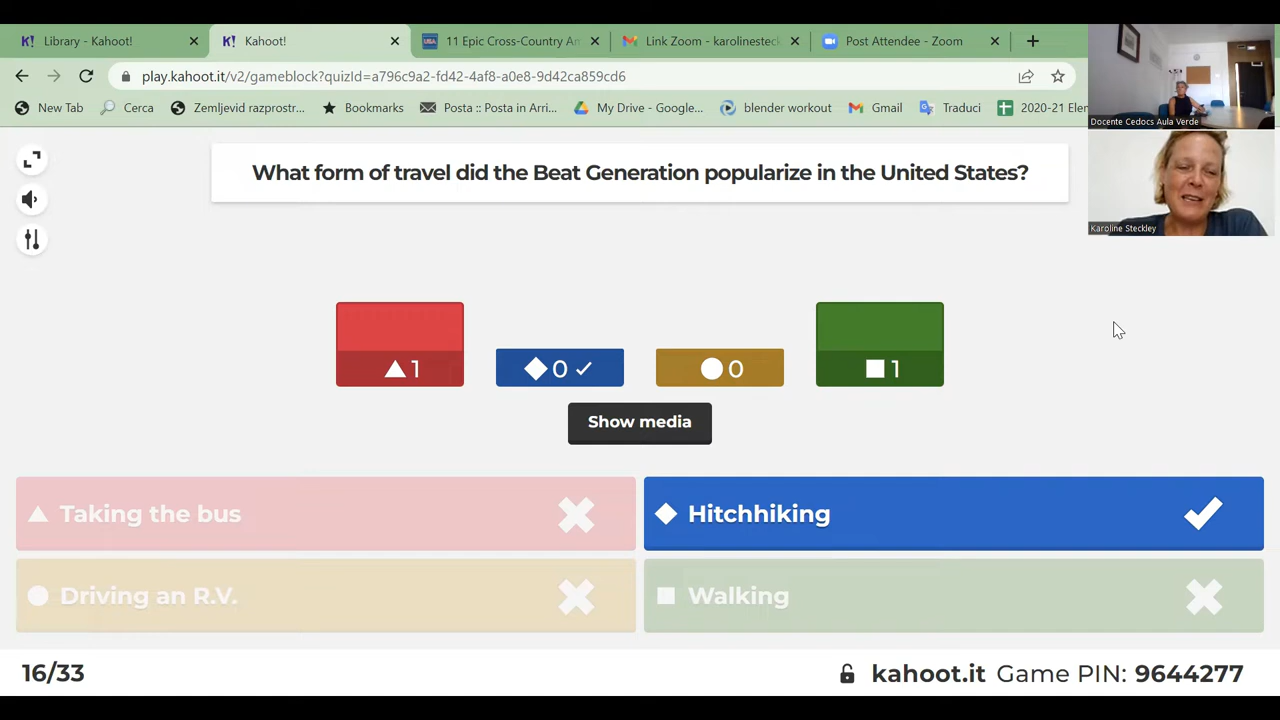 Library - Kahoot!
Kahoot!
11 Epic Cross-Country Am
Link Zoom - karolinesteck
Post Attendee - Zoom
play.kahoot.it/v2/gameblock?quizId=a796c9a2-fd42-4af8-a0e8-9d42ca859cd6
New Tab
Cerca
Zemljevid razprostr...
Bookmarks
Posta :: Posta in Arri...
My Drive - Google...
blender workout
Gmail
Traduci
2020-21 Elem
Docente Cedocs Aula Verde
Karoline Steckley
What form of travel did the Beat Generation popularize in the United States?
1
0
0
1
Show media
Taking the bus
Hitchhiking
Driving an R.V.
Walking
16/33
kahoot.it Game PIN: 9644277